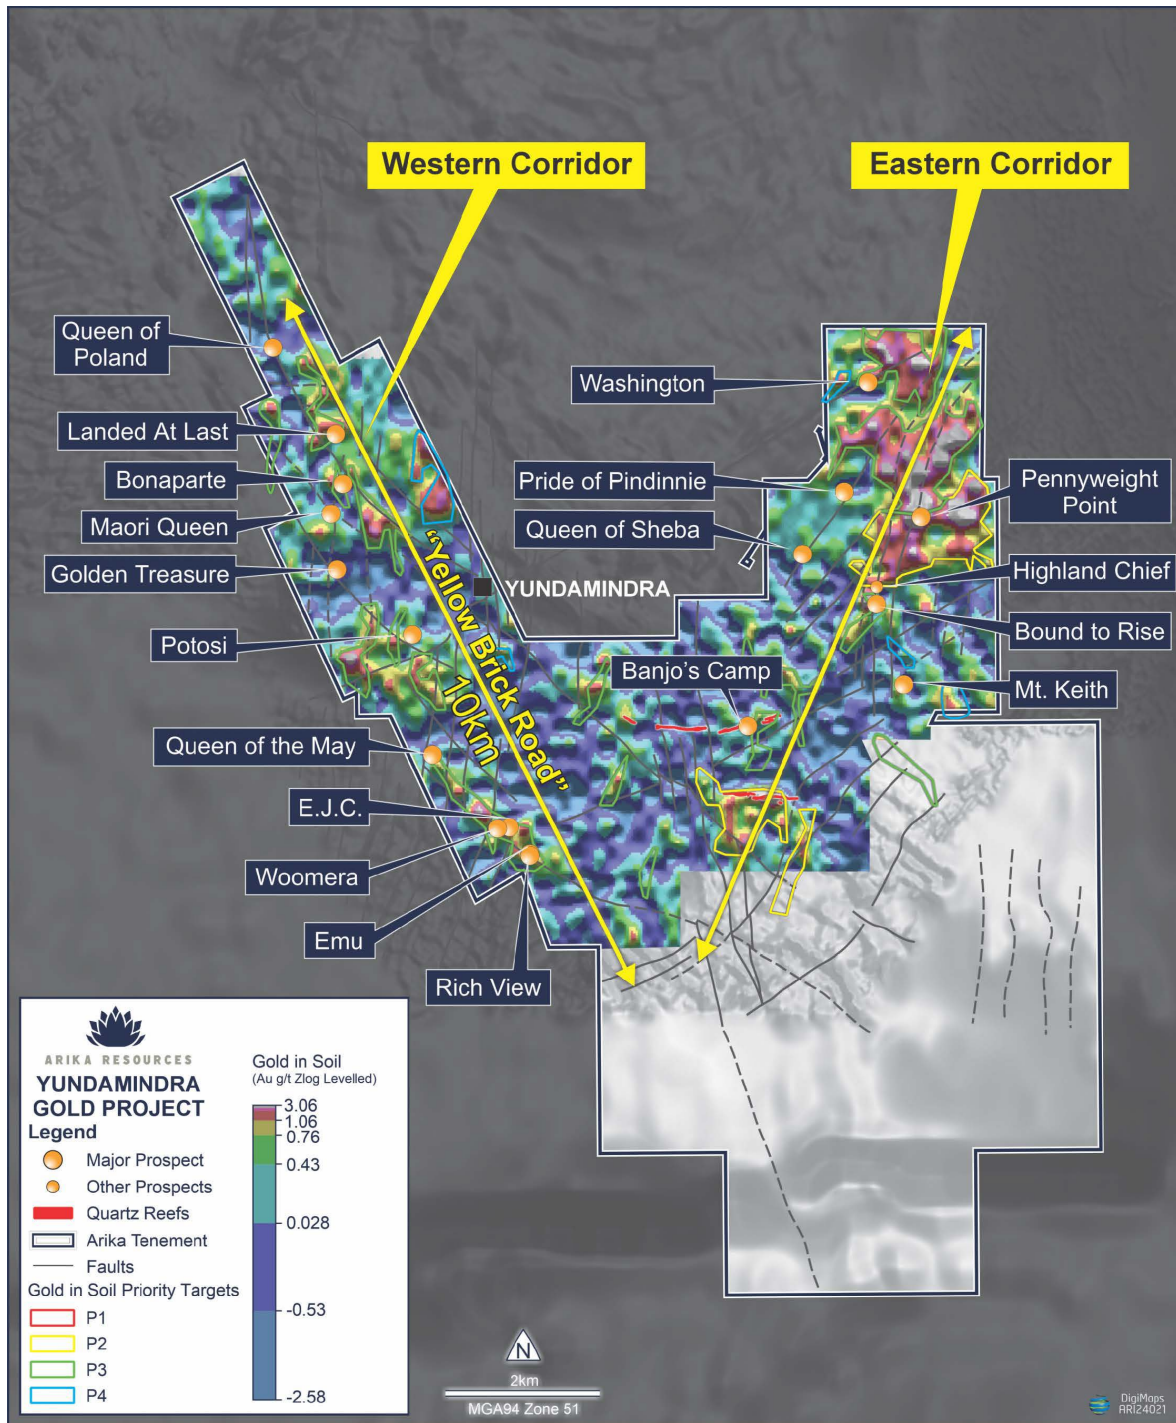 Western Corridor
Eastern Corridor
Queen of
Poland
Washington
Landed At Last
Bonaparte
Pride of Pindinnie
Pennyweight
Point
Maori Queen
Queen of Sheba
Golden Treasure
Highland Chief
YUNDAMINDRA
Bound to Rise
Potosi
Banjo's Camp
Mt. Keith
"Yellow Brick Road"
10km
Queen of the May
E.J.C.
Woomera
Emu
Rich View
ARIKA RESOURCES
YUNDAMINDRA
GOLD PROJECT
Legend
Major Prospect
Other Prospects
Quartz Reefs
Arika Tenement
Faults
Gold in Soil Priority Targets
P1
P2
P3
P4
Gold in Soil
(Au g/t Zlog Levelled)
3.06
1.06
0.76
0.43
0.028
-0.53
-2.58
N
2km
MGA94 Zone 51
DigiMaps
ARI24021